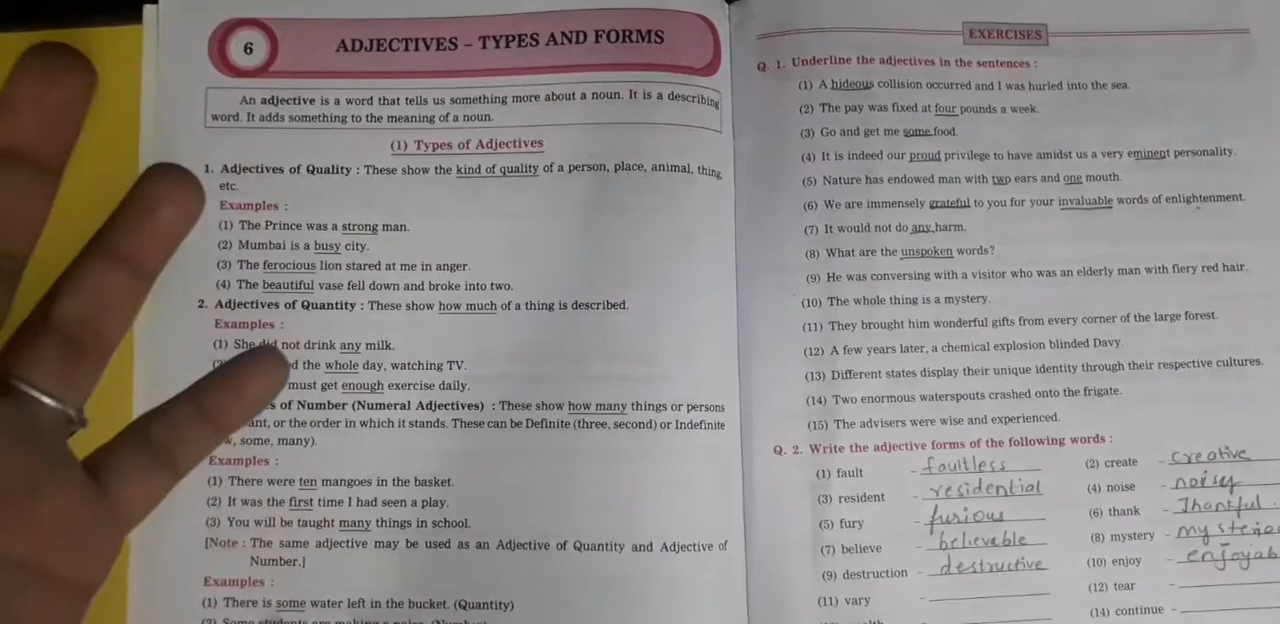 6
ADJECTIVES – TYPES AND FORMS
An adjective is a word that tells us something more about a noun. It is a describing
word. It adds something to the meaning of a noun.
(1) Types of Adjectives
1. Adjectives of Quality : These show the kind of quality of a person, place, animal, thing
etc.
Examples :
(1) The Prince was a strong man.
(2) Mumbai is a busy city.
(3) The ferocious lion stared at me in anger.
(4) The beautiful vase fell down and broke into two.
2. Adjectives of Quantity : These show how much of a thing is described.
Examples :
(1) She did not drink any milk.
the whole day, watching TV.
must get enough exercise daily.
of Number (Numeral Adjectives) : These show how many things or persons
or the order in which it stands. These can be Definite (three, second) or Indefinite
some, many).
Examples :
(1) There were ten mangoes in the basket.
(2) It was the first time I had seen a play.
(3) You will be taught many things in school.
[Note : The same adjective may be used as an Adjective of Quantity and Adjective of
Number.]
Examples :
(1) There is some water left in the bucket. (Quantity)
EXERCISES
Q. 1. Underline the adjectives in the sentences :
(1) A hideous collision occurred and I was hurled into the sea.
(2) The pay was fixed at four pounds a week.
(3) Go and get me some food.
(4) It is indeed our proud privilege to have amidst us a very eminent personality.
(5) Nature has endowed man with two ears and one mouth.
(6) We are immensely grateful to you for your invaluable words of enlightenment.
(7) It would not do any harm.
(8) What are the unspoken words?
(9) He was conversing with a visitor who was an elderly man with fiery red hair.
(10) The whole thing is a mystery.
(11) They brought him wonderful gifts from every corner of the large forest.
(12) A few years later, a chemical explosion blinded Davy.
(13) Different states display their unique identity through their respective cultures.
(14) Two enormous waterspouts crashed onto the frigate.
(15) The advisers were wise and experienced.
Q. 2. Write the adjective forms of the following words :
(1) fault - faultless (2) create - creative
(3) resident - residential (4) noise - noisy
(5) fury - furious (6) thank - Thankful.
(7) believe - believable (8) mystery -
(9) destruction - destructive (10) enjoy -
(11) vary - (12) tear -
(14) continue -